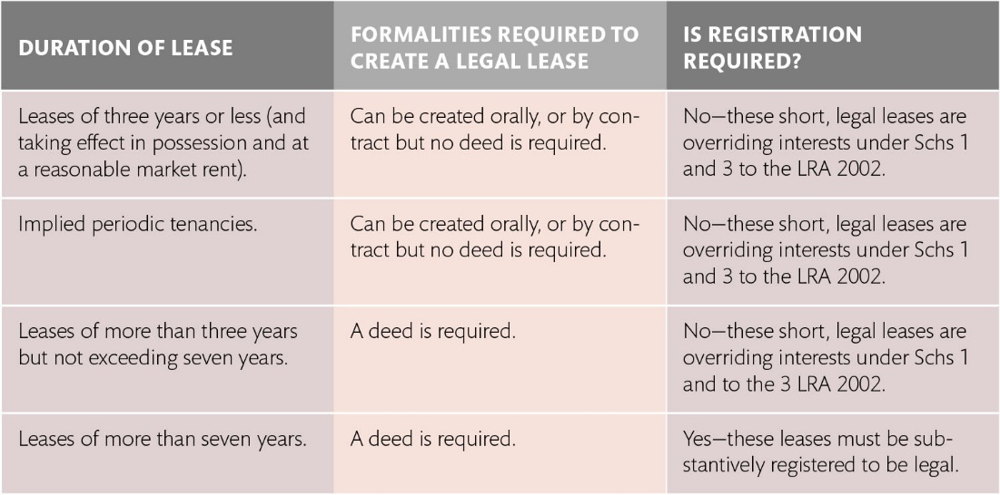 DURATION OF LEASE
FORMALITIES REQUIRED TO
CREATE A LEGAL LEASE
IS REGISTRATION
REQUIRED?
Leases of three years or less (and
taking effect in possession and at
a reasonable market rent).
Can be created orally, or by con-
tract but no deed is required.
No—these short, legal leases are
overriding interests under Schs 1
and 3 to the LRA 2002.
Implied periodic tenancies.
Can be created orally, or by con-
tract but no deed is required.
No—these short, legal leases are
overriding interests under Schs 1
and 3 to the LRA 2002.
Leases of more than three years
but not exceeding seven years.
A deed is required.
No—these short, legal leases are
overriding interests under Schs 1
and to the 3 LRA 2002.
Leases of more than seven years.
A deed is required.
Yes—these leases must be sub-
stantively registered to be legal.